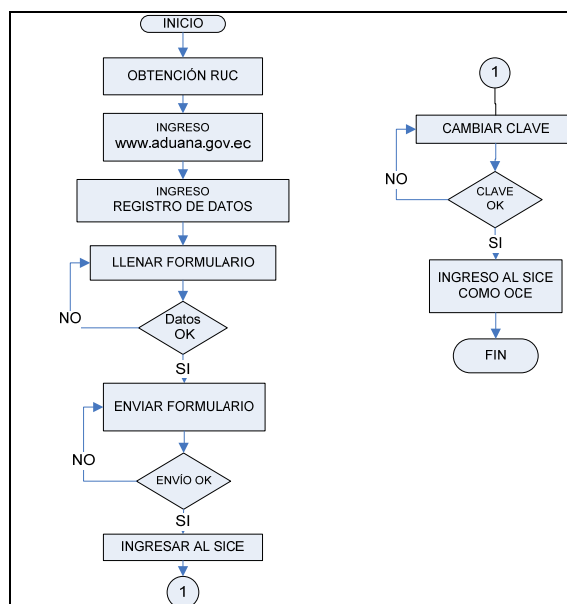 INICIO
OBTENCIÓN RUC
INGRESO
www.aduana.gov.ec
INGRESO
REGISTRO DE DATOS
LLENAR FORMULARIO
NO
Datos
OK
SI
ENVIAR FORMULARIO
NO
ENVÍO OK
SI
INGRESAR AL SICE
1
1
CAMBIAR CLAVE
NO
CLAVE
OK
SI
INGRESO AL SICE
COMO OCE
FIN